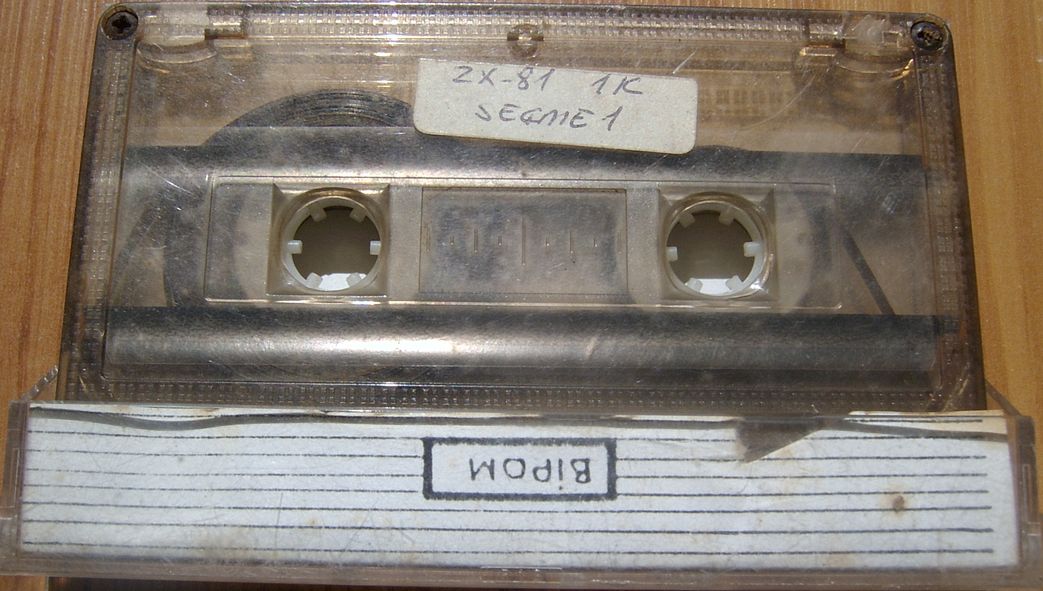 ZX-81 1K
SEGME 1
BiPOM